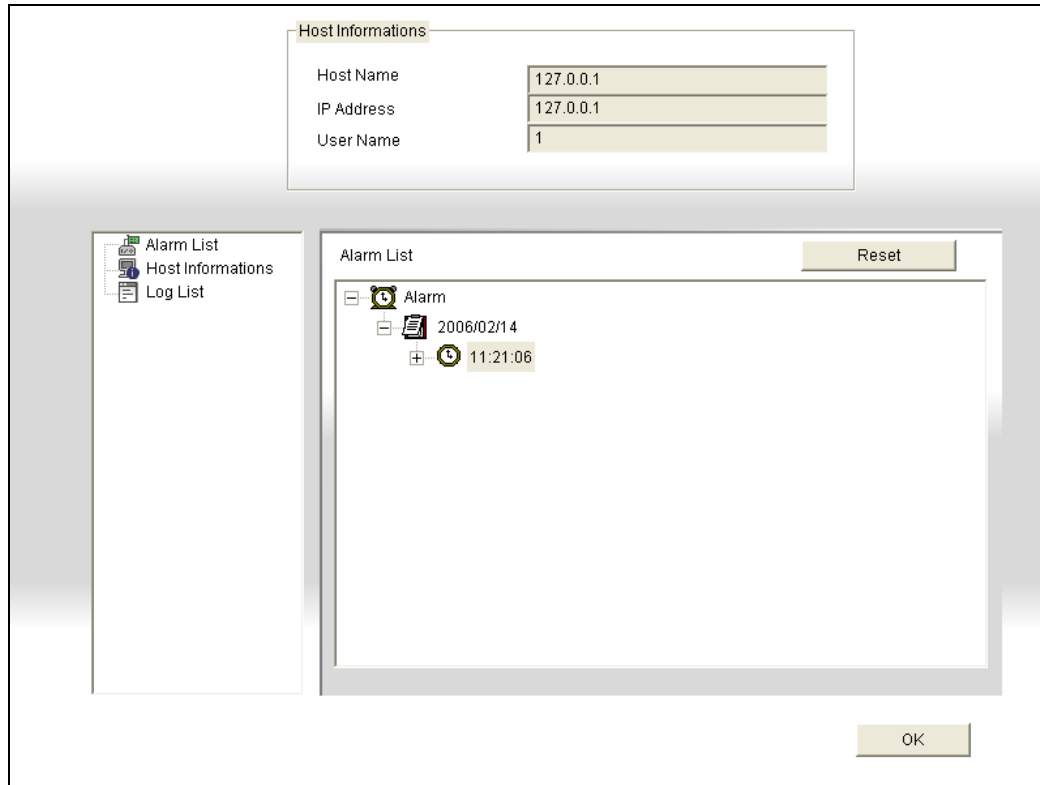 Host Informations
Host Name 127.0.0.1
IP Address 127.0.0.1
User Name 1
Alarm List
Host Informations
Log List
Alarm List Reset
Alarm
2006/02/14
11:21:06
OK